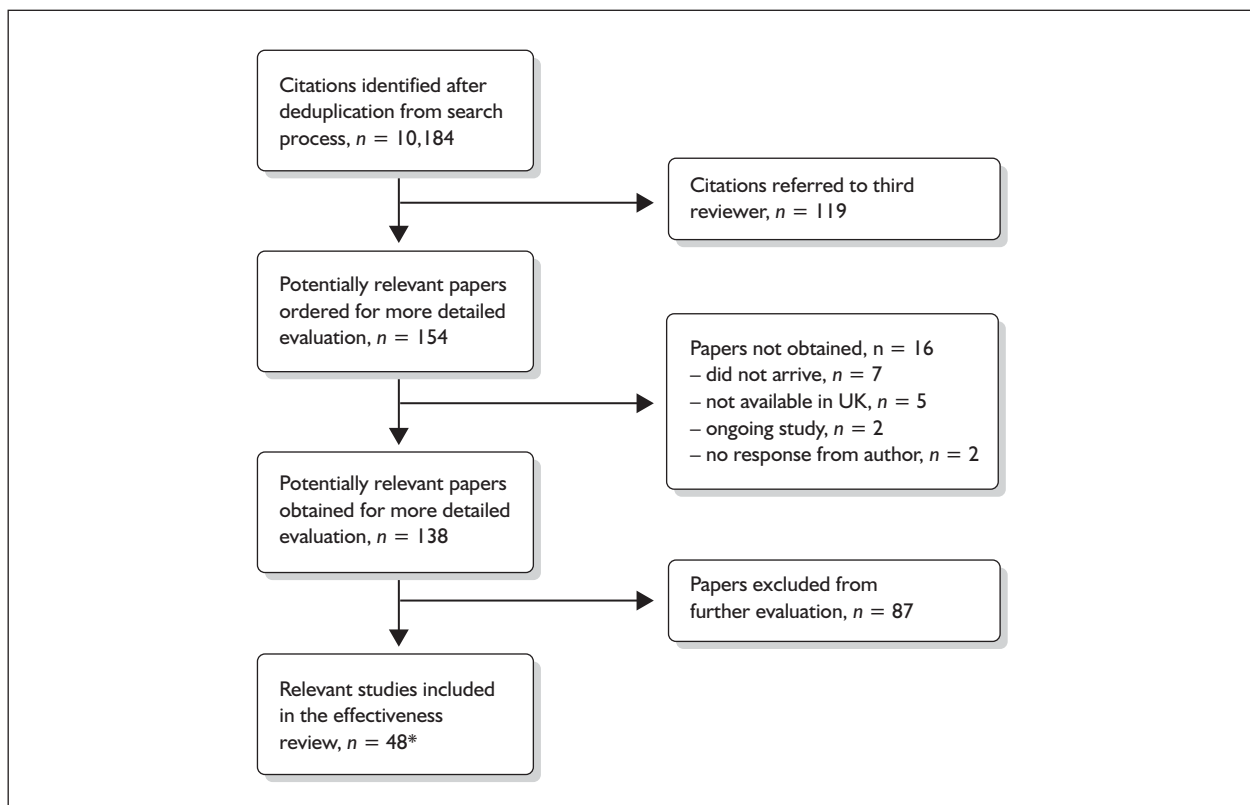 Citations identified after
deduplication from search
process, n = 10,184
Citations referred to third
reviewer, n = 119
Potentially relevant papers
ordered for more detailed
evaluation, n = 154
Papers not obtained, n = 16
– did not arrive, n = 7
– not available in UK, n = 5
– ongoing study, n = 2
– no response from author, n = 2
Potentially relevant papers
obtained for more detailed
evaluation, n = 138
Papers excluded from
further evaluation, n = 87
Relevant studies included
in the effectiveness
review, n = 48*